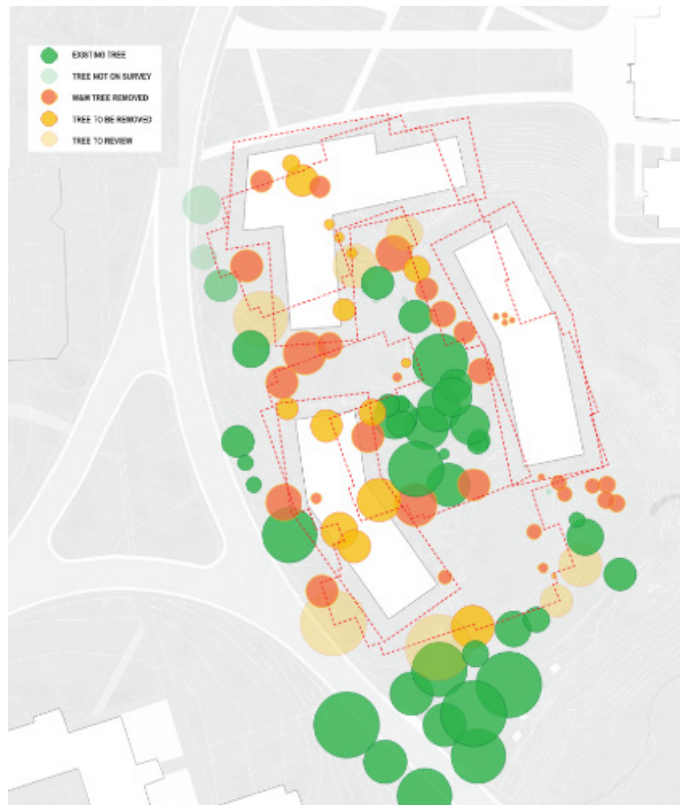 EXISTING TREE
TREE NOT ON SURVEY
W&M TREE REMOVED
TREE TO BE REMOVED
TREE TO REVIEW